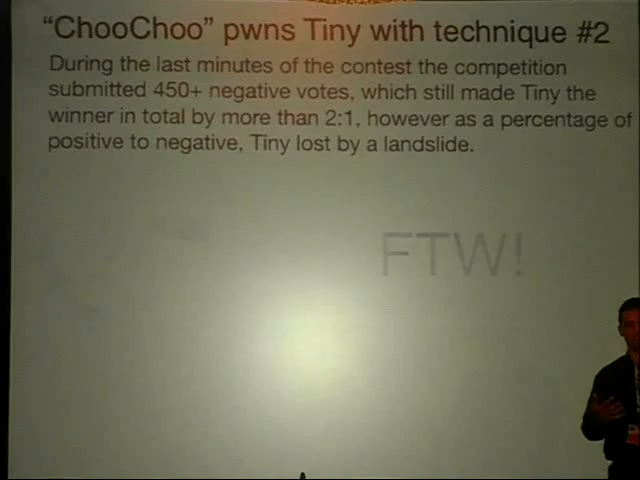 “ChooChoo” pwns Tiny with technique #2
During the last minutes of the contest the competition
submitted 450+ negative votes, which still made Tiny the
winner in total by more than 2:1, however as a percentage of
positive to negative, Tiny lost by a landslide.
FTW!